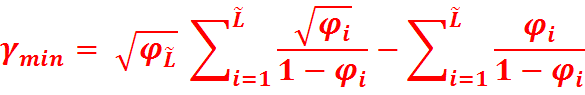 γ_min = √φ_L̃ ∑_{i=1}^{L̃} √φ_i / (1 − φ_i) − ∑_{i=1}^{L̃} φ_i / (1 − φ_i)